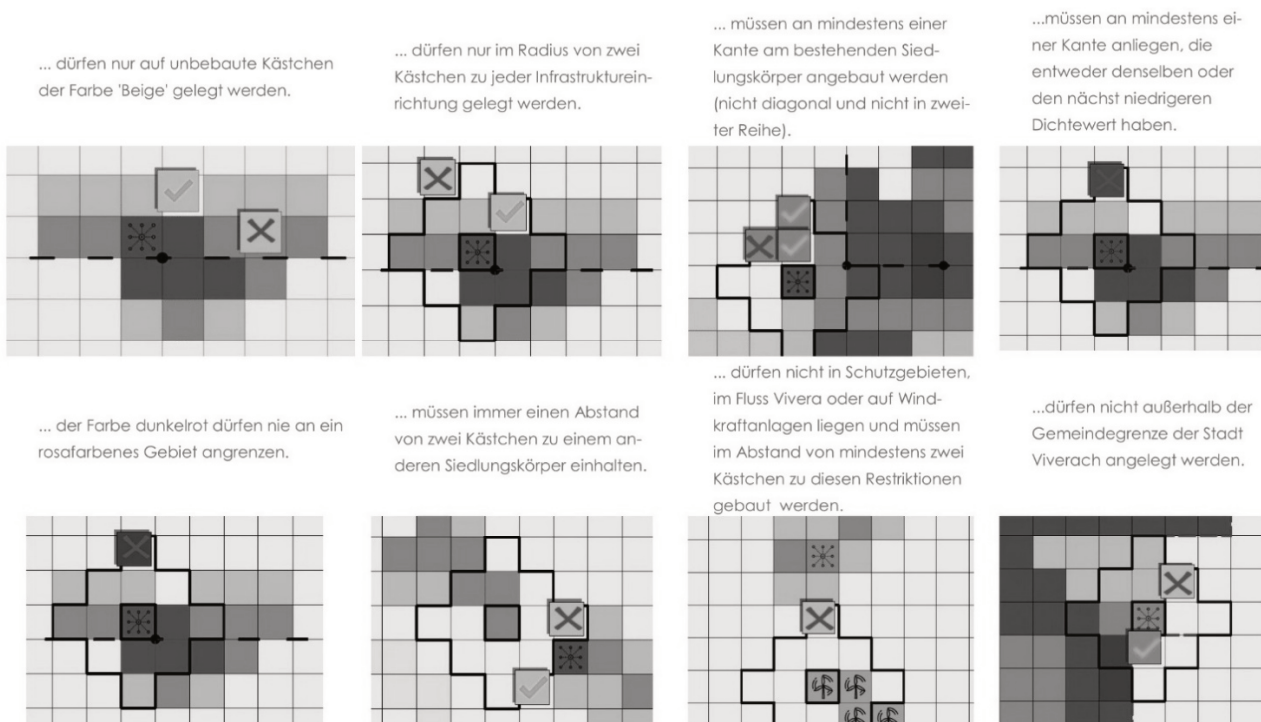 ... dürfen nur auf unbebaute Kästchen
der Farbe 'Beige' gelegt werden.
... dürfen nur im Radius von zwei
Kästchen zu jeder Infrastrukturein-
richtung gelegt werden.
... müssen an mindestens einer
Kante am bestehenden Sied-
lungskörper angebaut werden
(nicht diagonal und nicht in zwei-
ter Reihe).
...müssen an mindestens ei-
ner Kante anliegen, die
entweder denselben oder
den nächst niedrigeren
Dichtewert haben.
... der Farbe dunkelrot dürfen nie an ein
rosafarbenes Gebiet angrenzen.
... müssen immer einen Abstand
von zwei Kästchen zu einem an-
deren Siedlungskörper einhalten.
... dürfen nicht in Schutzgebieten,
im Fluss Vivera oder auf Wind-
kraftanlagen liegen und müssen
im Abstand von mindestens zwei
Kästchen zu diesen Restriktionen
gebaut werden.
...dürfen nicht außerhalb der
Gemeindegrenze der Stadt
Viverach angelegt werden.